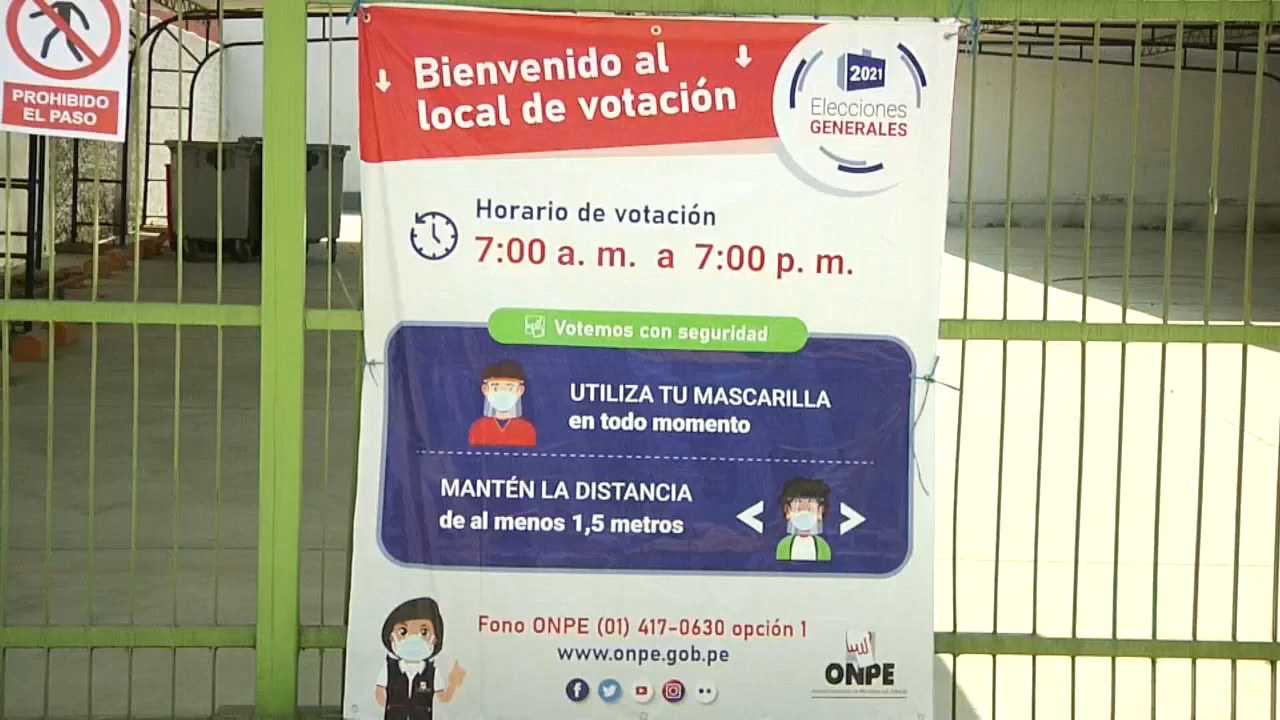 PROHIBIDO
EL PASO
Bienvenido al
local de votación
2021
Elecciones
GENERALES
Horario de votación
7:00 a. m. a 7:00 p. m.
Votemos con seguridad
UTILIZA TU MASCARILLA
en todo momento
MANTÉN LA DISTANCIA
de al menos 1,5 metros
< >
Fono ONPE (01) 417-0630 opción 1
www.onpe.gob.pe
ONPE